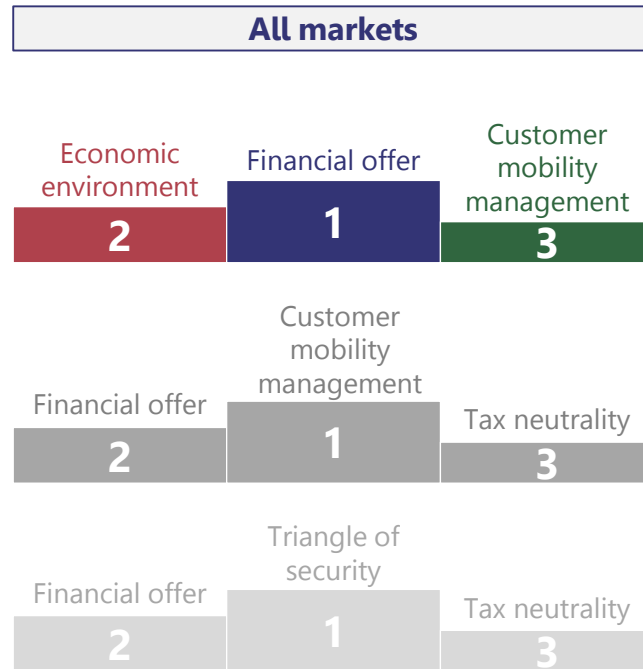 All markets
Economic
environment
Financial offer
Customer
mobility
management
2
1
3
Customer
mobility
management
Financial offer
Tax neutrality
2
1
3
Triangle of
security
Financial offer
Tax neutrality
2
1
3